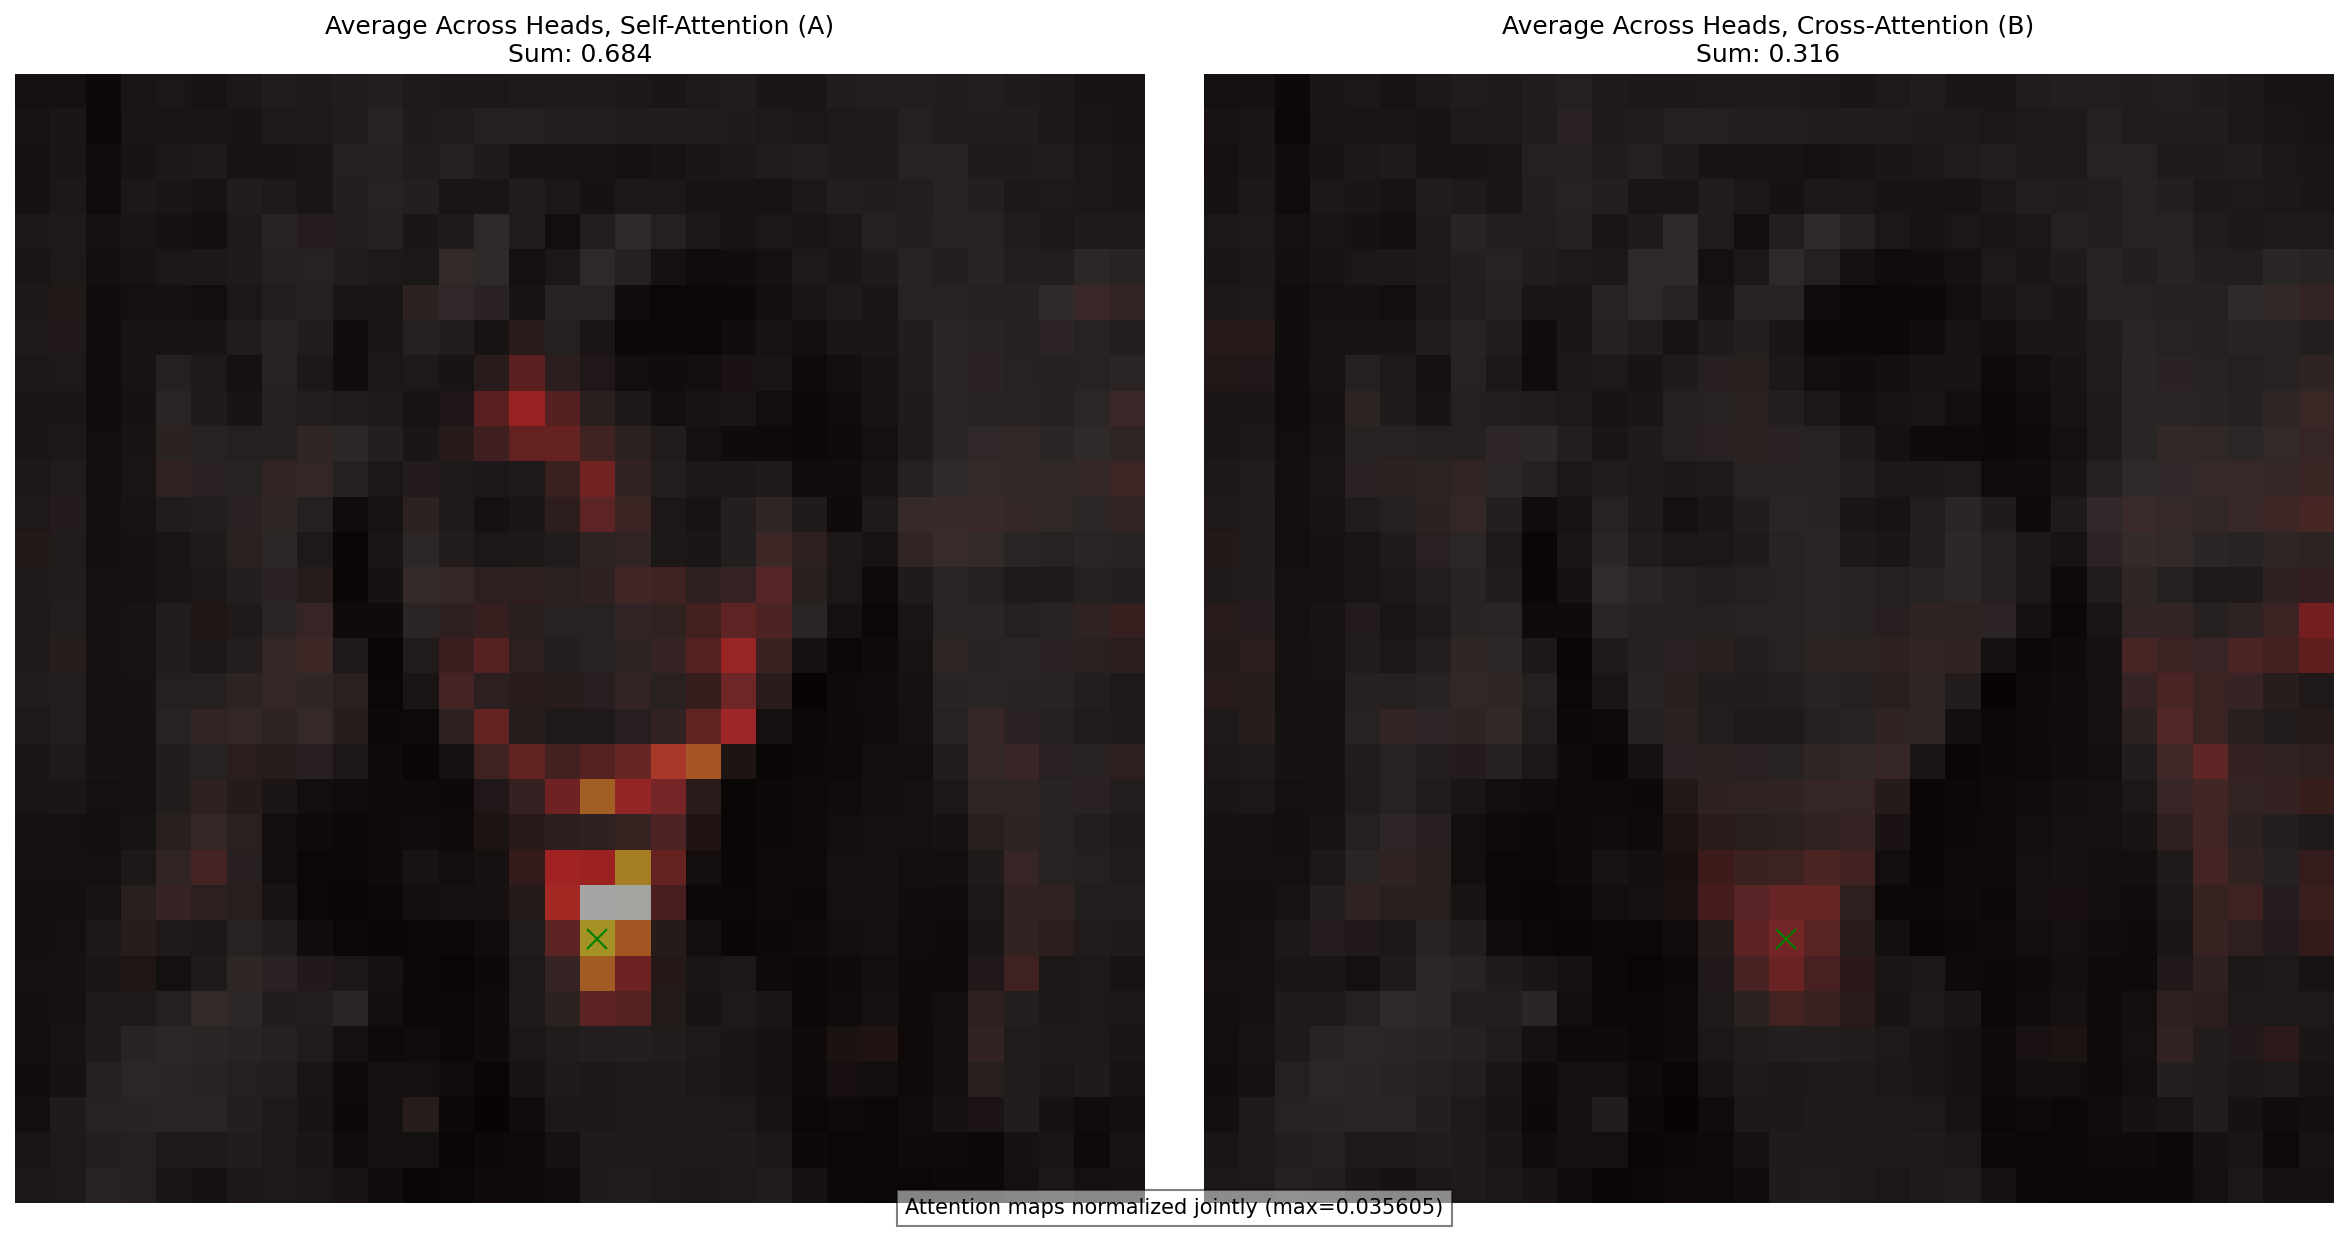 Average Across Heads, Self-Attention (A)
Sum: 0.684
Average Across Heads, Cross-Attention (B)
Sum: 0.316
Attention maps normalized jointly (max=0.035605)